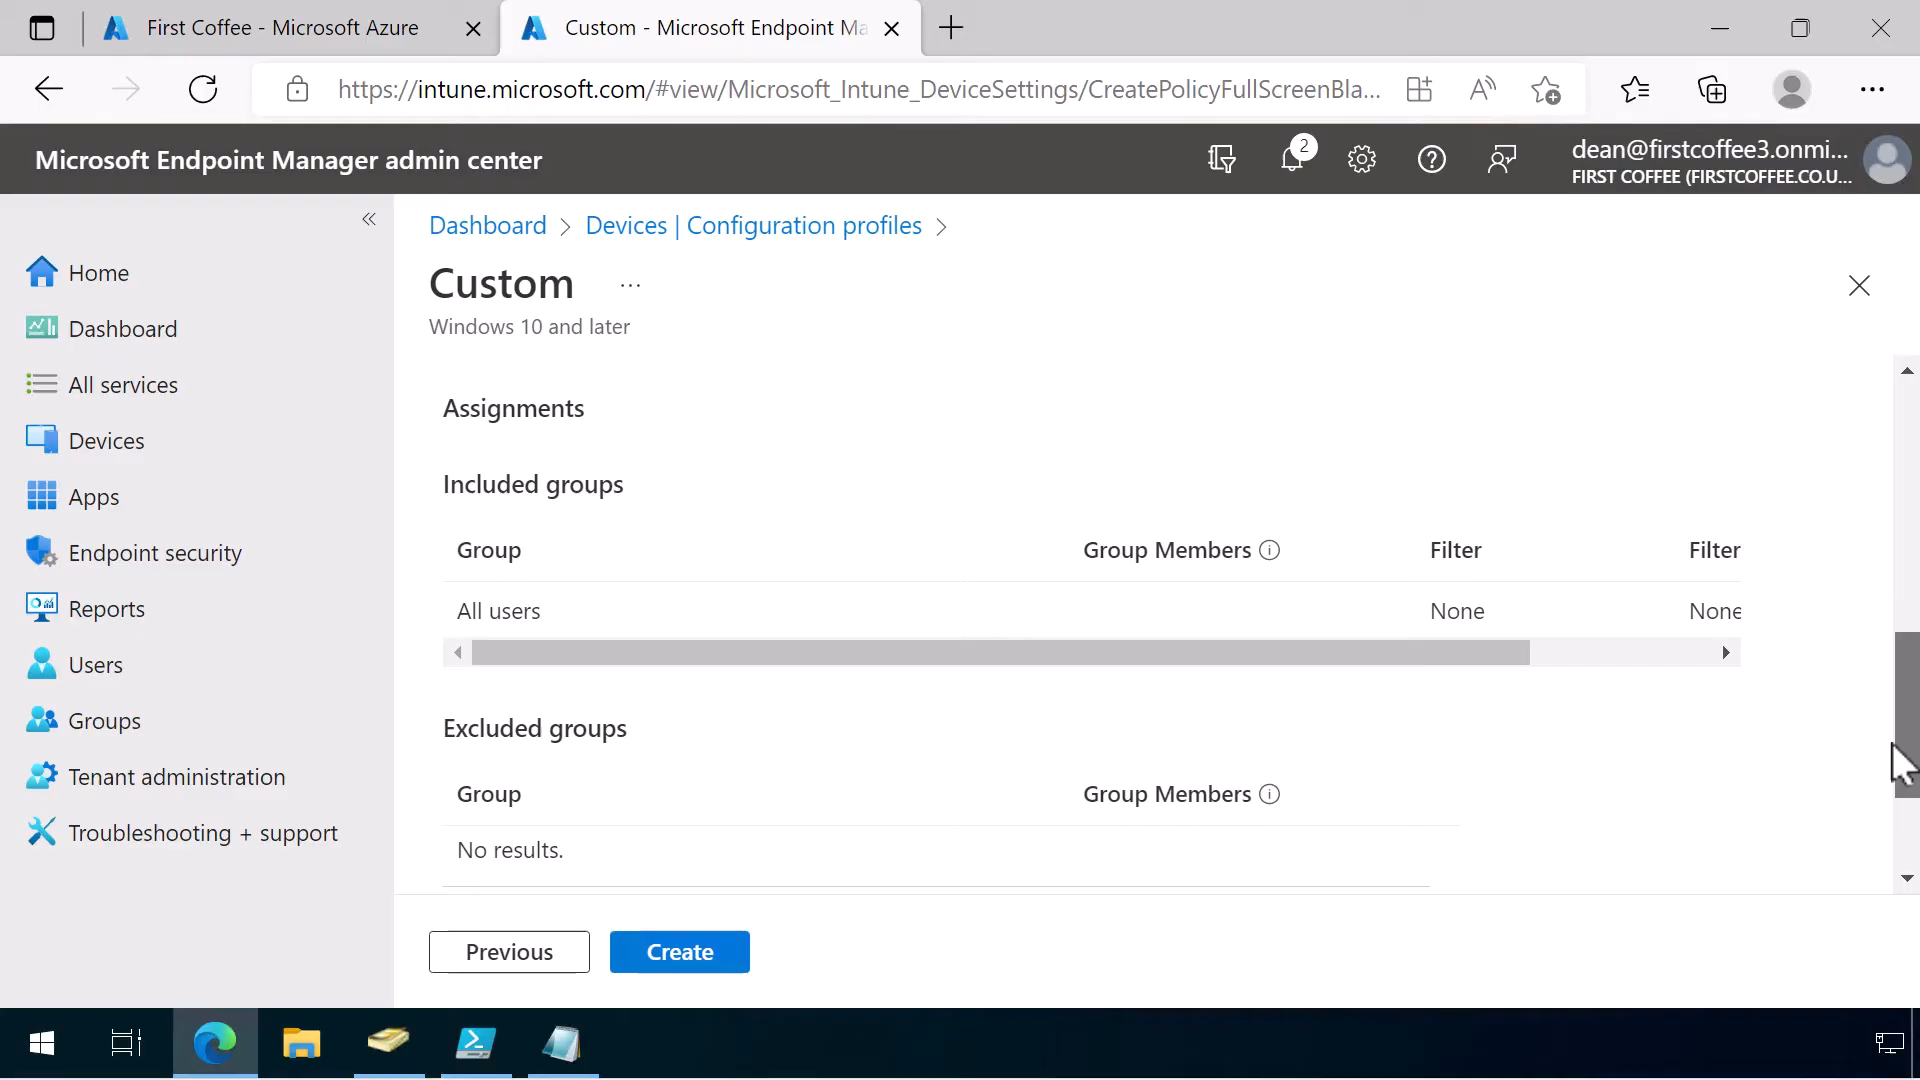 First Coffee - Microsoft Azure
Custom - Microsoft Endpoint Ma
https://intune.microsoft.com/#view/Microsoft_Intune_DeviceSettings/CreatePolicyFullScreenBla...
Microsoft Endpoint Manager admin center
2
dean@firstcoffee3.onmi...
FIRST COFFEE (FIRSTCOFFEE.CO.U...
Home
Dashboard
All services
Devices
Apps
Endpoint security
Reports
Users
Groups
Tenant administration
Troubleshooting + support
Dashboard > Devices | Configuration profiles >
Custom ...
Windows 10 and later
Assignments
Included groups
Group Group Members Filter Filter
All users None None
Excluded groups
Group Group Members
No results.
Previous Create